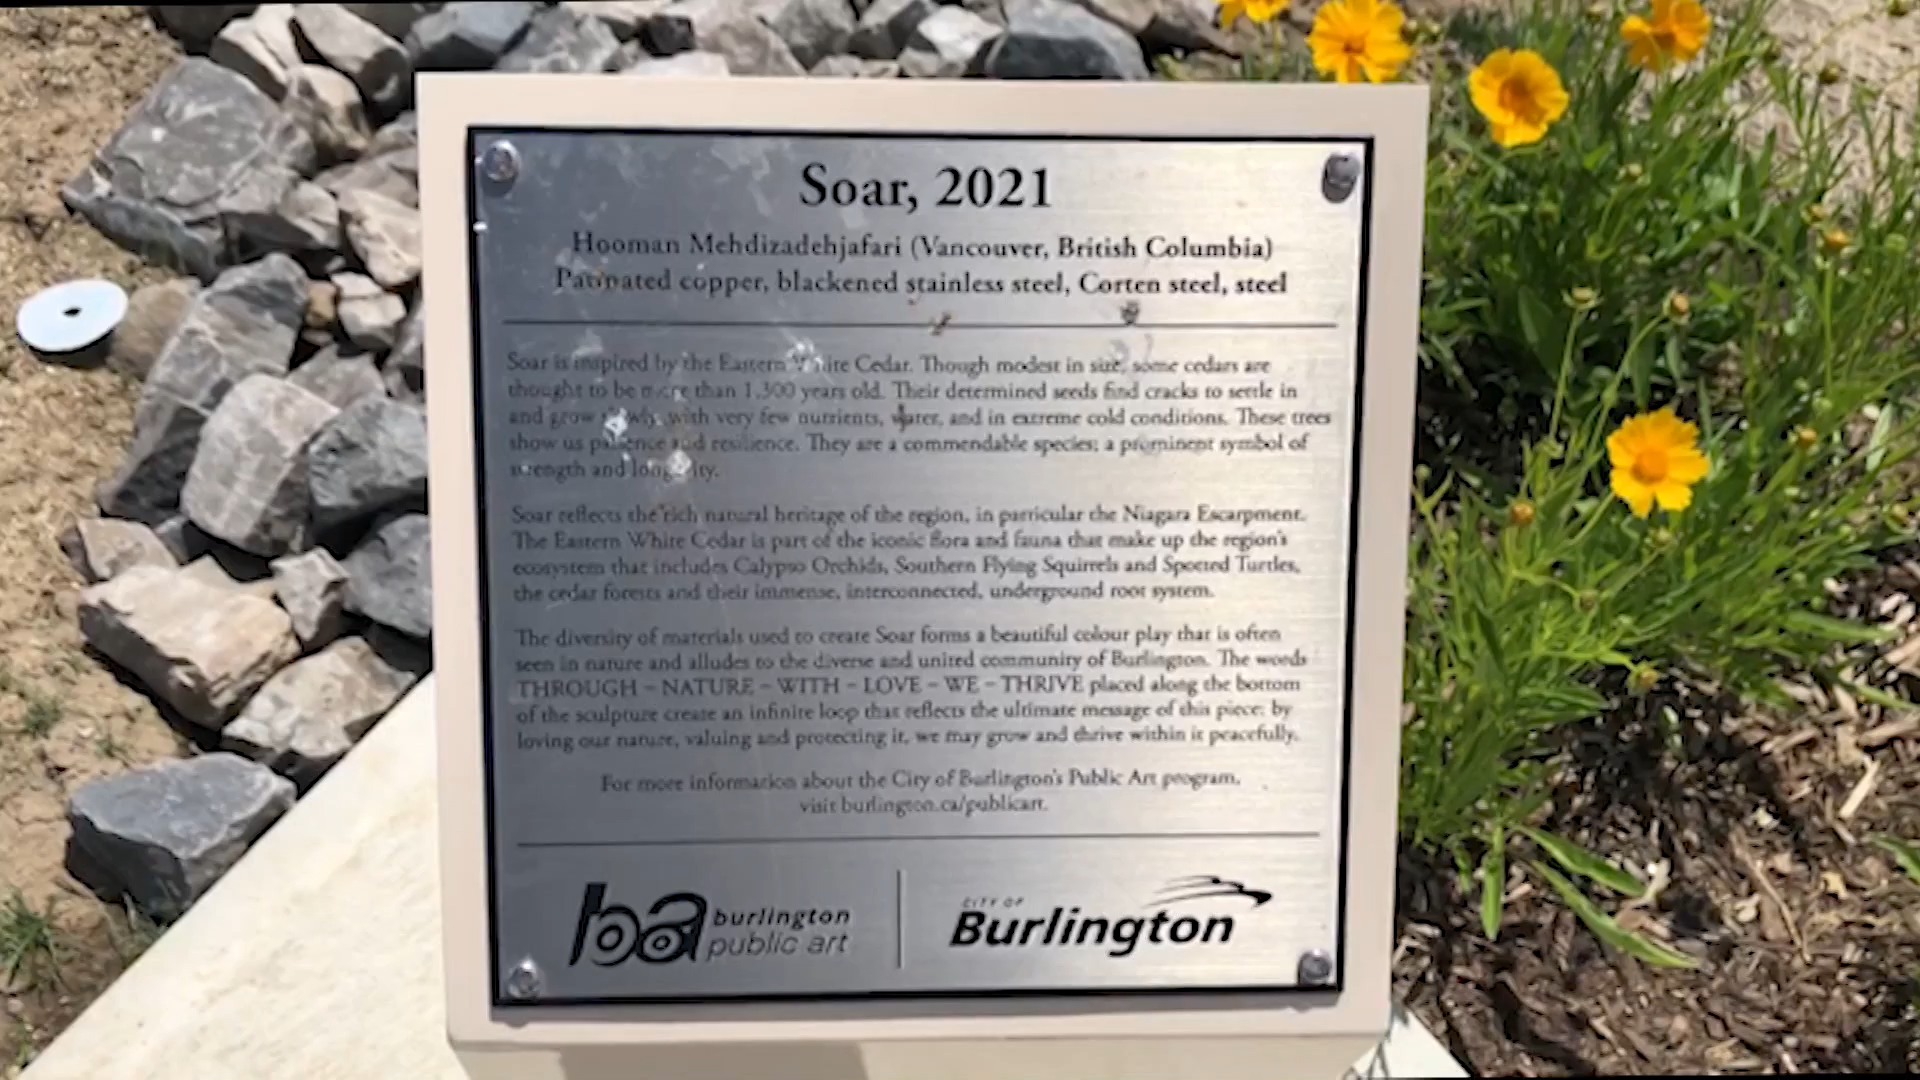 Soar, 2021
Hooman Mehdizadehjafari (Vancouver, British Columbia)
Patinated copper, blackened stainless steel, Corten steel, steel
Soar is inspired by the Eastern White Cedar. Though modest in size, some cedars are
thought to be more than 1,300 years old. Their determined seeds find cracks to settle in
and grow slowly, with very few nutrients, water, and in extreme cold conditions. These trees
show us patience and resilience. They are a commendable species; a prominent symbol of
strength and longevity.
Soar reflects the rich natural heritage of the region, in particular the Niagara Escarpment.
The Eastern White Cedar is part of the iconic flora and fauna that make up the region's
ecosystem that includes Calypso Orchids, Southern Flying Squirrels and Spotted Turtles,
the cedar forests and their immense, interconnected, underground root system.
The diversity of materials used to create Soar forms a beautiful colour play that is often
seen in nature and alludes to the diverse and united community of Burlington. The words
THROUGH – NATURE – WITH – LOVE – WE – THRIVE placed along the bottom
of the sculpture create an infinite loop that reflects the ultimate message of this piece: by
loving our nature, valuing and protecting it, we may grow and thrive within it peacefully.
For more information about the City of Burlington's Public Art program,
visit burlington.ca/publicart.
ba burlington
public art
CITY OF
Burlington